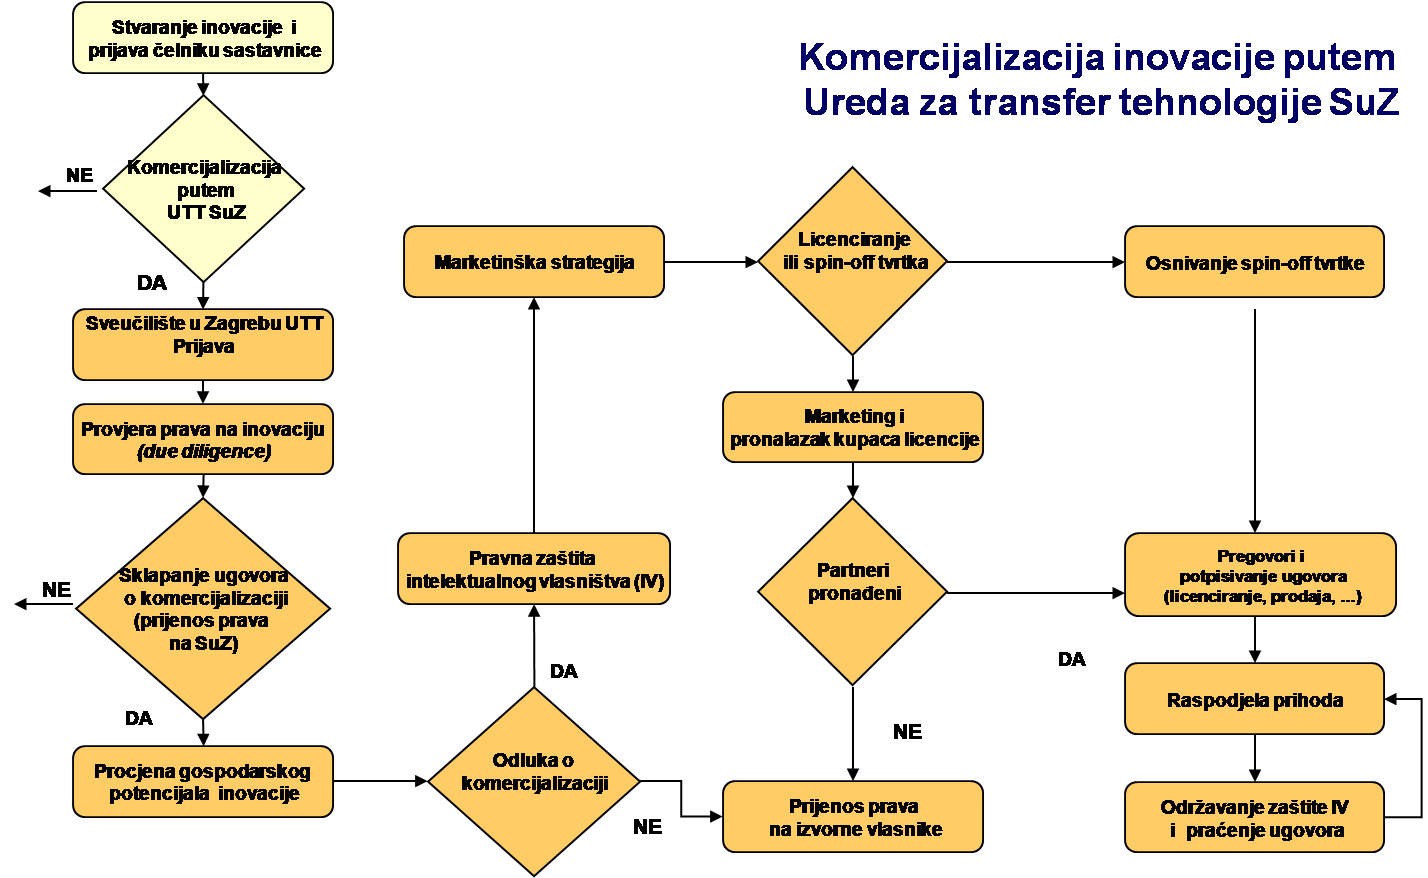 Komercijalizacija inovacije putem
Ureda za transfer tehnologije SuZ
Stvaranje inovacije i
prijava čelniku sastavnice
Komercijalizacija
putem
UTT SuZ
NE
DA
Sveučilište u Zagrebu UTT
Prijava
Provjera prava na inovaciju
(due diligence)
Sklapanje ugovora
o komercijalizaciji
(prijenos prava
na SuZ)
NE
DA
Procjena gospodarskog
potencijala inovacije
Odluka o
komercijalizaciji
DA
NE
Pravna zaštita
intelektualnog vlasništva (IV)
Marketinška strategija
Licenciranje
ili spin-off tvrtka
Marketing i
pronalazak kupaca licencije
Partneri
pronađeni
NE
DA
Prijenos prava
na izvorne vlasnike
Osnivanje spin-off tvrtke
Pregovori i
potpisivanje ugovora
(licenciranje, prodaja, ...)
Raspodjela prihoda
Održavanje zaštite IV
i praćenje ugovora